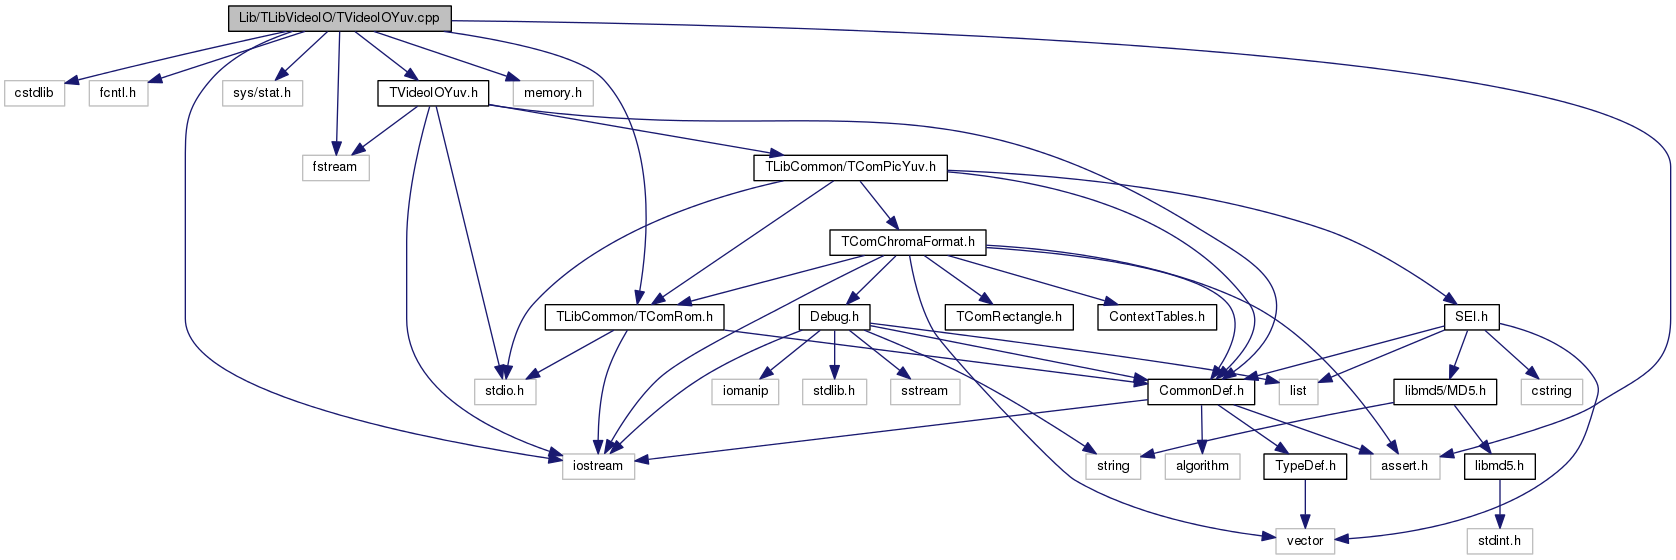 Lib/TLibVideoIO/TVideoIOYuv.cpp
cstdlib
fcntl.h
sys/stat.h
TVideoIOYuv.h
memory.h
fstream
TLibCommon/TComPicYuv.h
TComChromaFormat.h
TLibCommon/TComRom.h
Debug.h
TComRectangle.h
ContextTables.h
SEI.h
stdio.h
iomanip
stdlib.h
sstream
CommonDef.h
list
libmd5/MD5.h
cstring
iostream
string
algorithm
TypeDef.h
assert.h
libmd5.h
vector
stdint.h